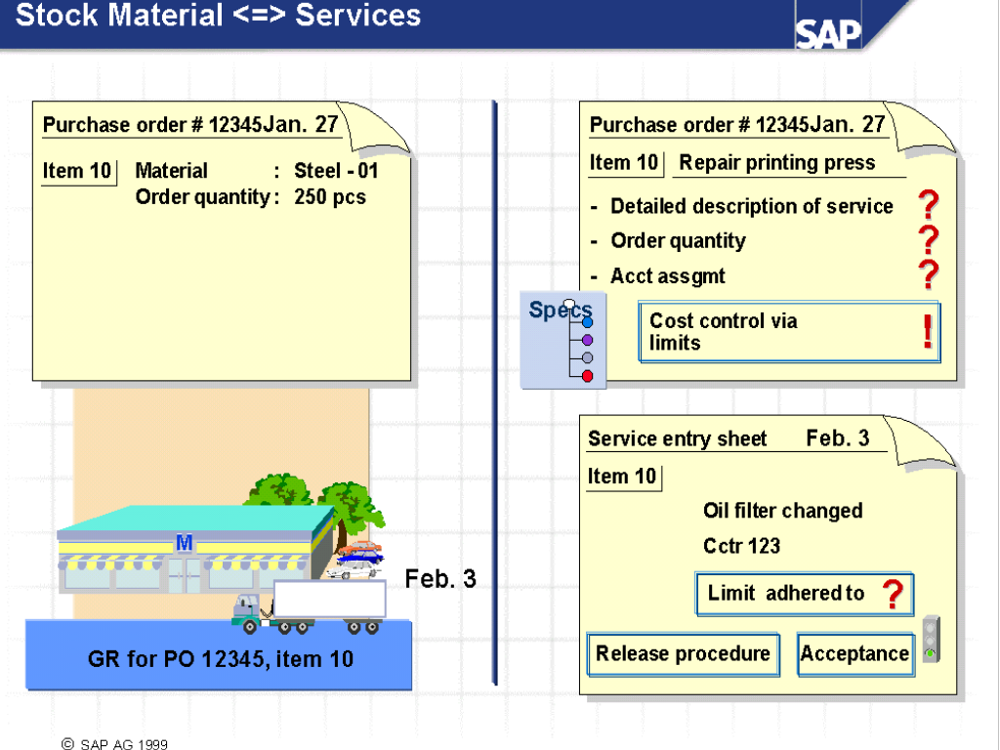 Stock Material <=> Services
SAP
Purchase order # 12345Jan. 27
Item 10 Material : Steel - 01
Order quantity : 250 pcs
M
Feb. 3
GR for PO 12345, item 10
Purchase order # 12345Jan. 27
Item 10 Repair printing press
- Detailed description of service ?
- Order quantity ?
- Acct assgmt ?
Specs
Cost control via
limits !
Service entry sheet Feb. 3
Item 10
Oil filter changed
Cctr 123
Limit adhered to ?
Release procedure Acceptance
© SAP AG 1999